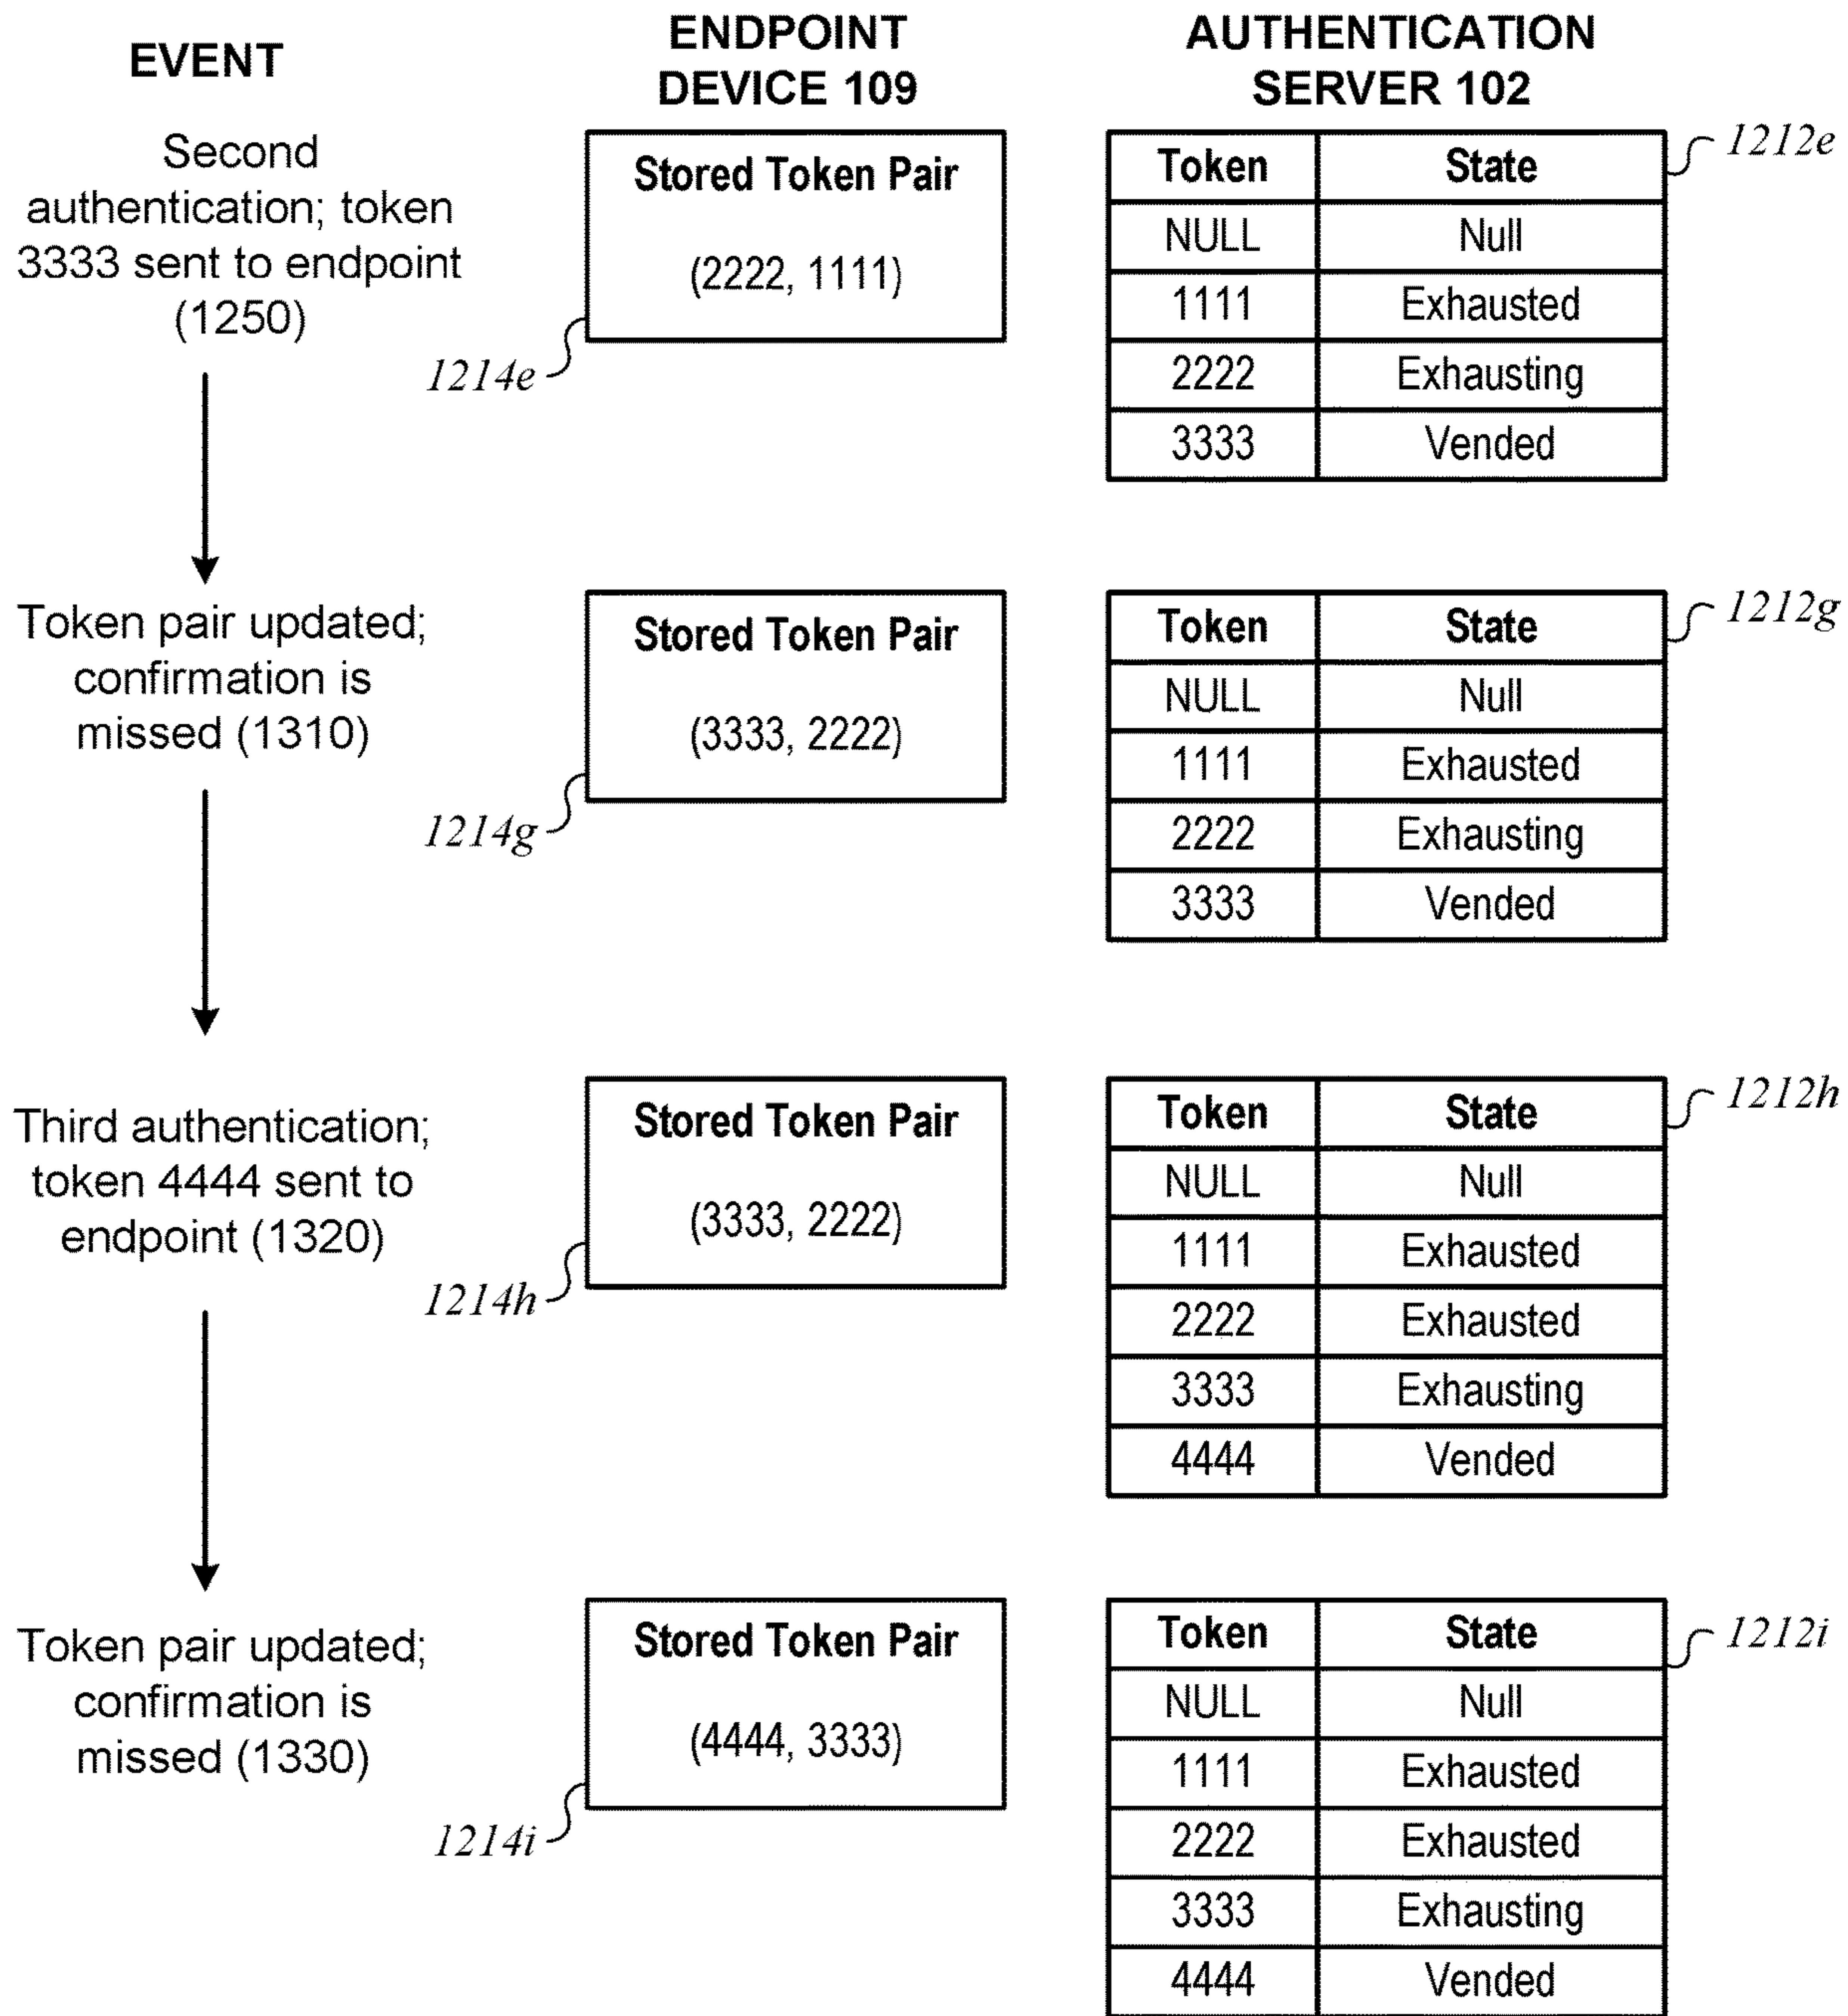 EVENT
ENDPOINT
DEVICE 109
AUTHENTICATION
SERVER 102
Second
authentication; token
3333 sent to endpoint
(1250)
Stored Token Pair
(2222, 1111)
1214e
Token State
NULL Null
1111 Exhausted
2222 Exhausting
3333 Vended
1212e
Token pair updated;
confirmation is
missed (1310)
Stored Token Pair
(3333, 2222)
1214g
Token State
NULL Null
1111 Exhausted
2222 Exhausting
3333 Vended
1212g
Third authentication;
token 4444 sent to
endpoint (1320)
Stored Token Pair
(3333, 2222)
1214h
Token State
NULL Null
1111 Exhausted
2222 Exhausted
3333 Exhausting
4444 Vended
1212h
Token pair updated;
confirmation is
missed (1330)
Stored Token Pair
(4444, 3333)
1214i
Token State
NULL Null
1111 Exhausted
2222 Exhausted
3333 Exhausting
4444 Vended
1212i